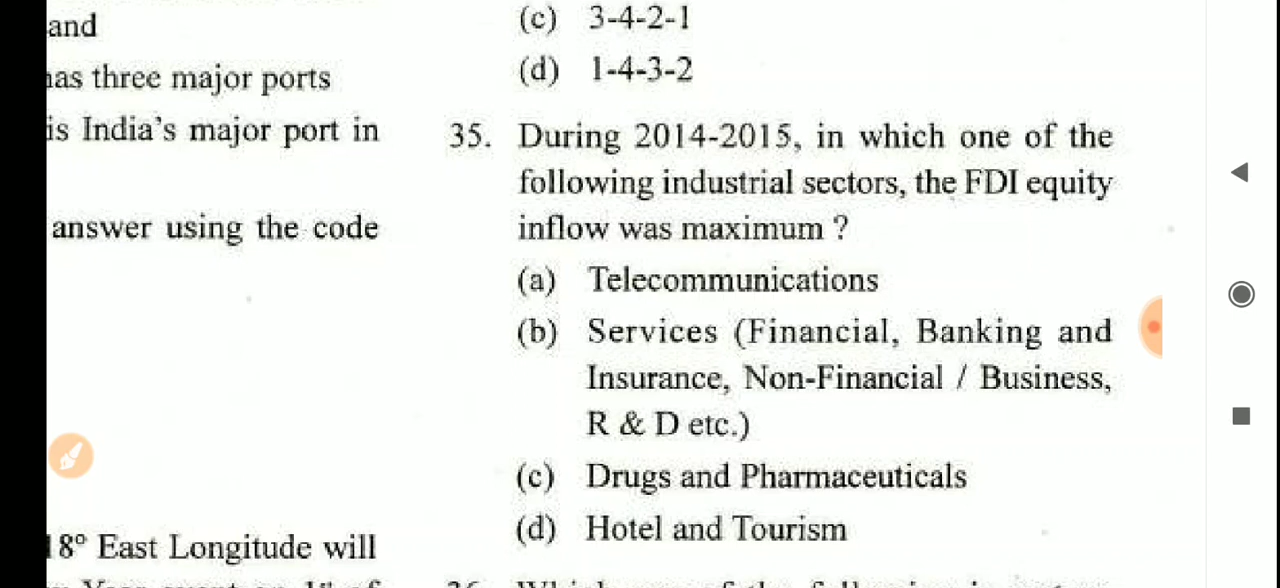 and
has three major ports
is India's major port in
answer using the code
18° East Longitude will
(c) 3-4-2-1
(d) 1-4-3-2
35. During 2014-2015, in which one of the
following industrial sectors, the FDI equity
inflow was maximum ?
(a) Telecommunications
(b) Services (Financial, Banking and
Insurance, Non-Financial / Business,
R & D etc.)
(c) Drugs and Pharmaceuticals
(d) Hotel and Tourism